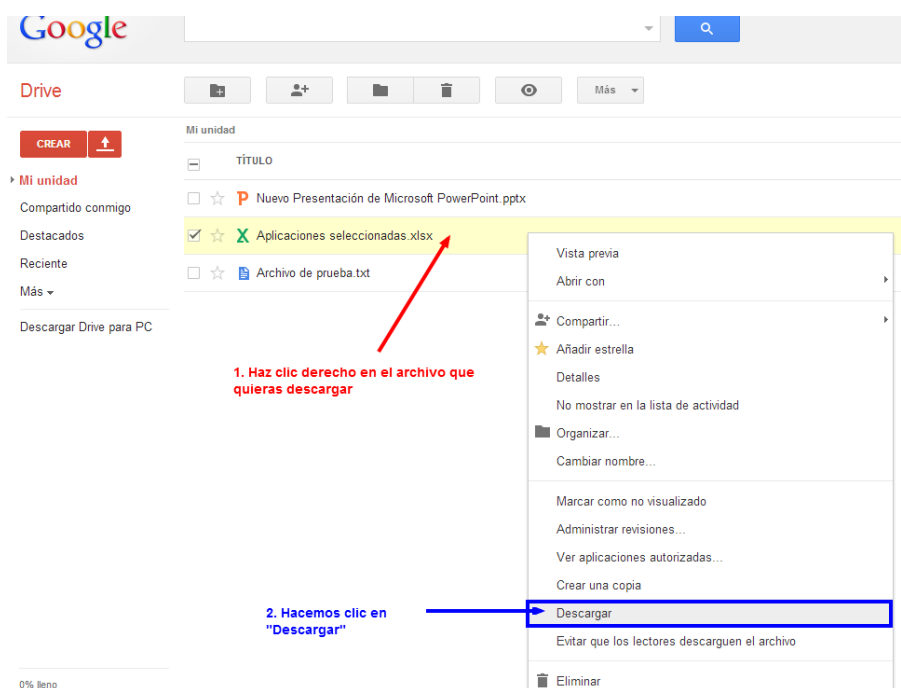 Google
Drive
Más
CREAR
Mi unidad
Compartido conmigo
Destacados
Reciente
Más
Descargar Drive para PC
0% lleno
Mi unidad
TÍTULO
Nuevo Presentación de Microsoft PowerPoint.pptx
Aplicaciones seleccionadas.xlsx
Archivo de prueba.txt
1. Haz clic derecho en el archivo que
quieras descargar
2. Hacemos clic en
"Descargar"
Vista previa
Abrir con
Compartir...
Añadir estrella
Detalles
No mostrar en la lista de actividad
Organizar...
Cambiar nombre...
Marcar como no visualizado
Administrar revisiones...
Ver aplicaciones autorizadas...
Crear una copia
Descargar
Evitar que los lectores descarguen el archivo
Eliminar